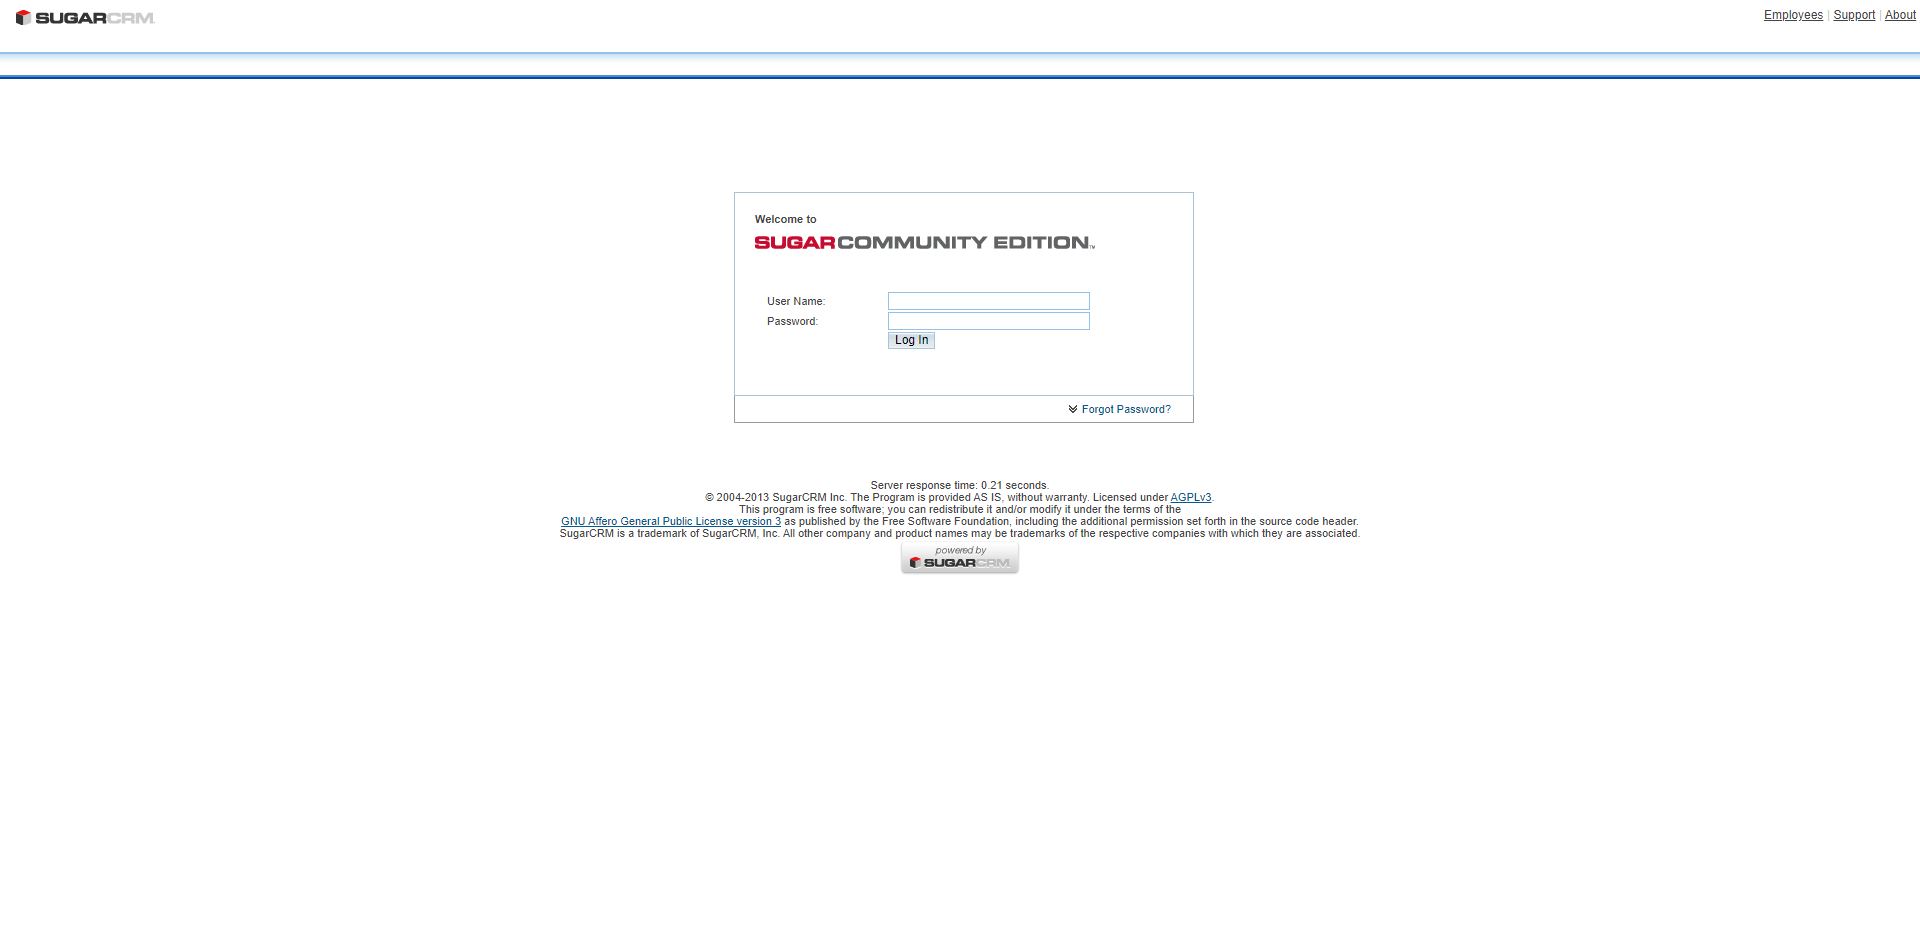 SUGARCRM.
Employees | Support | About
Welcome to
SUGARCOMMUNITY EDITION™
User Name:
Password:
Log In
Forgot Password?
Server response time: 0.21 seconds.
© 2004-2013 SugarCRM Inc. The Program is provided AS IS, without warranty. Licensed under AGPLv3.
This program is free software; you can redistribute it and/or modify it under the terms of the
GNU Affero General Public License version 3 as published by the Free Software Foundation, including the additional permission set forth in the source code header.
SugarCRM is a trademark of SugarCRM, Inc. All other company and product names may be trademarks of the respective companies with which they are associated.
powered by
SUGARCRM.